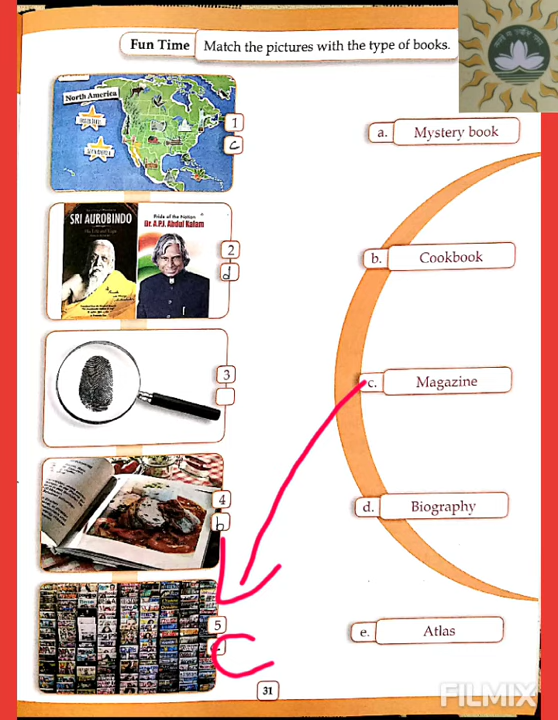 Fun Time Match the pictures with the type of books.
North America
1
c
a. Mystery book
SRI AUROBINDO
Pride of the Nation
Dr. A.P.J. Abdul Kalam
2
d
b. Cookbook
3
c. Magazine
4
b
d. Biography
5
C
e. Atlas
31
FILMIX